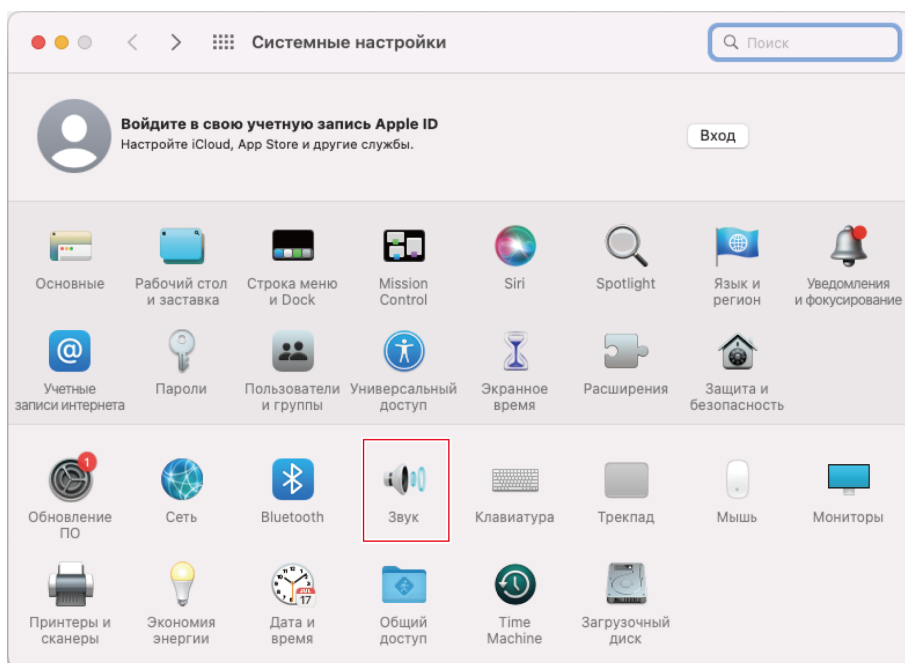 Системные настройки
Поиск
Войдите в свою учетную запись Apple ID
Настройте iCloud, App Store и другие службы.
Вход
Основные
Рабочий стол
и заставка
Строка меню
и Dock
Mission
Control
Siri
Spotlight
Язык и
регион
Уведомления
и фокусирование
@
Учетные
записи интернета
Пароли
Пользователи
и группы
Универсальный
доступ
Экранное
время
Расширения
Защита и
безопасность
1
Обновление
ПО
Сеть
Bluetooth
Звук
Клавиатура
Трекпад
Мышь
Мониторы
Принтеры и
сканеры
Экономия
энергии
JUL
17
Дата и
время
Общий
доступ
Time
Machine
Загрузочный
диск